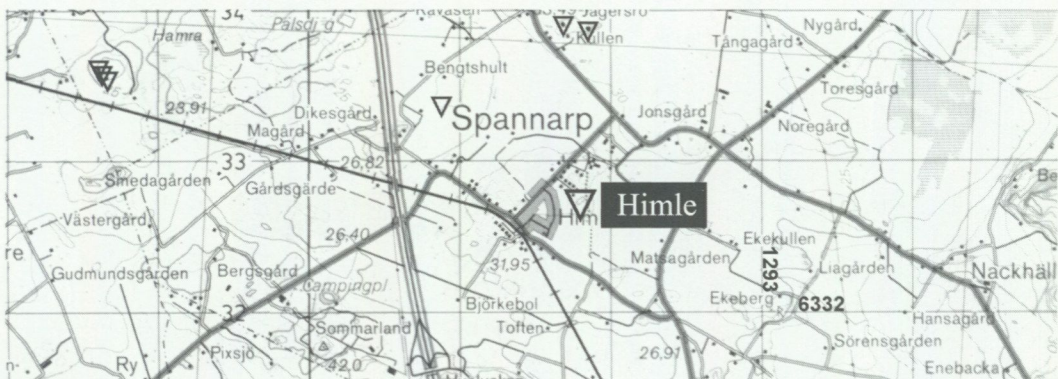 34
Hamra
Pålsdj g
Kullen
Bengtshult
Tångagård
Nygård
Toresgård
28,91
Dikesgård
Magård
Spannarp
Jonsgård
Noregård
33
26,82
Smedagården
Gårdsgärde
Himle
Västergård
26,40
31,95
Matsagården
Ekekullen
1293
Gudmundsgården
Bergsgård
Campingpl
Björkebol
Liagården
Nackhäll
Ekeberg
6332
32
Sommarland
Toften
Hansagård
Pixsjö
42,0
Sörensgården
Ry
26,91
Enebacka